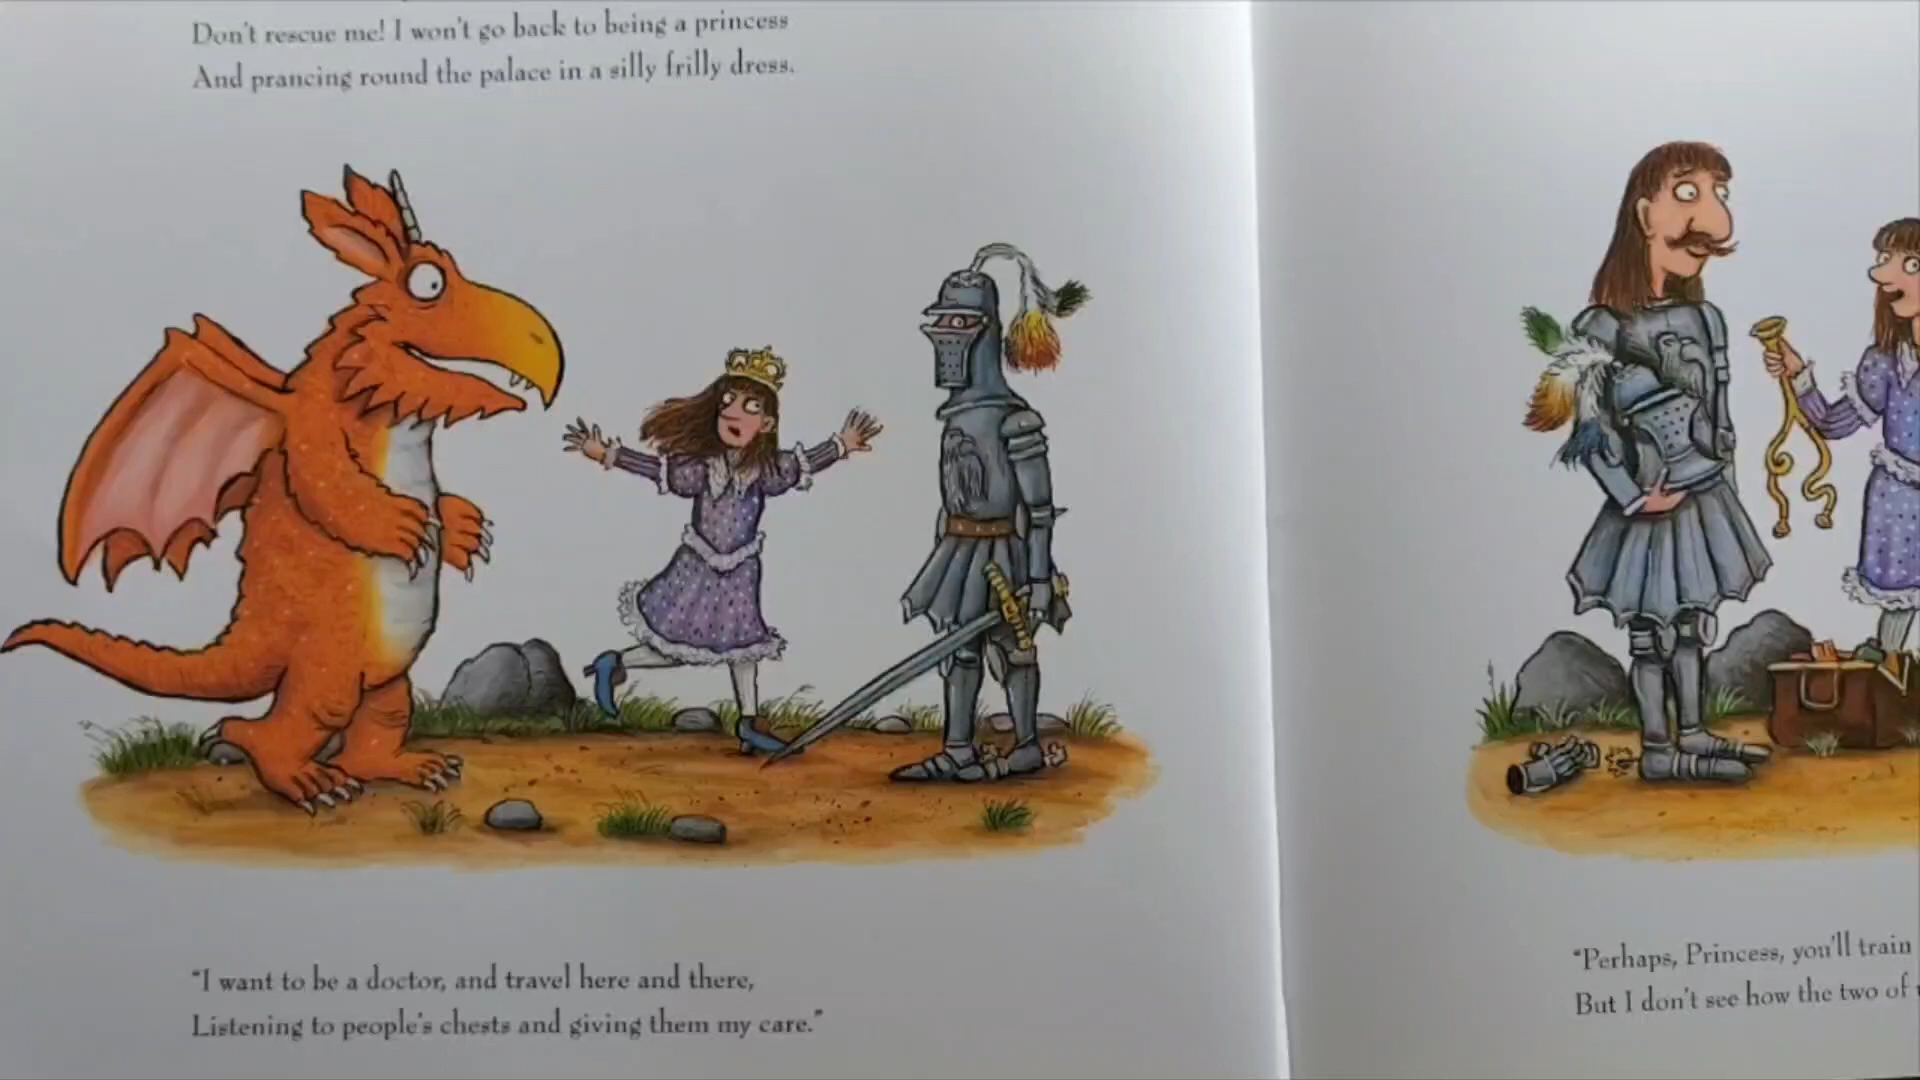 Don't rescue me! I won't go back to being a princess
And prancing round the palace in a silly frilly dress.
"I want to be a doctor, and travel here and there,
Listening to people's chests and giving them my care."
"Perhaps, Princess, you'll train
But I don't see how the two of